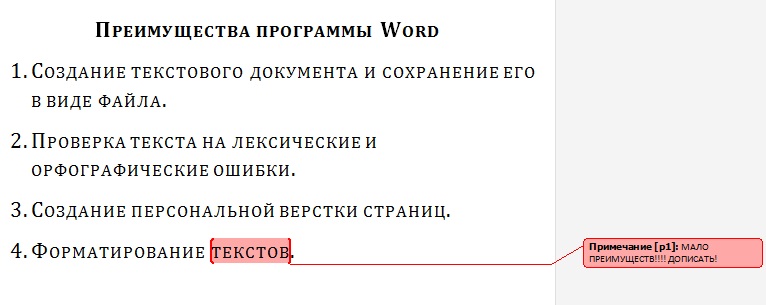 Преимущества программы Word
1. Создание текстового документа и сохранение его
в виде файла.
2. Проверка текста на лексические и
орфографические ошибки.
3. Создание персональной верстки страниц.
4. Форматирование текстов.
Примечание [p1]: МАЛО
ПРЕИМУЩЕСТВ!!!! ДОПИСАТЬ!